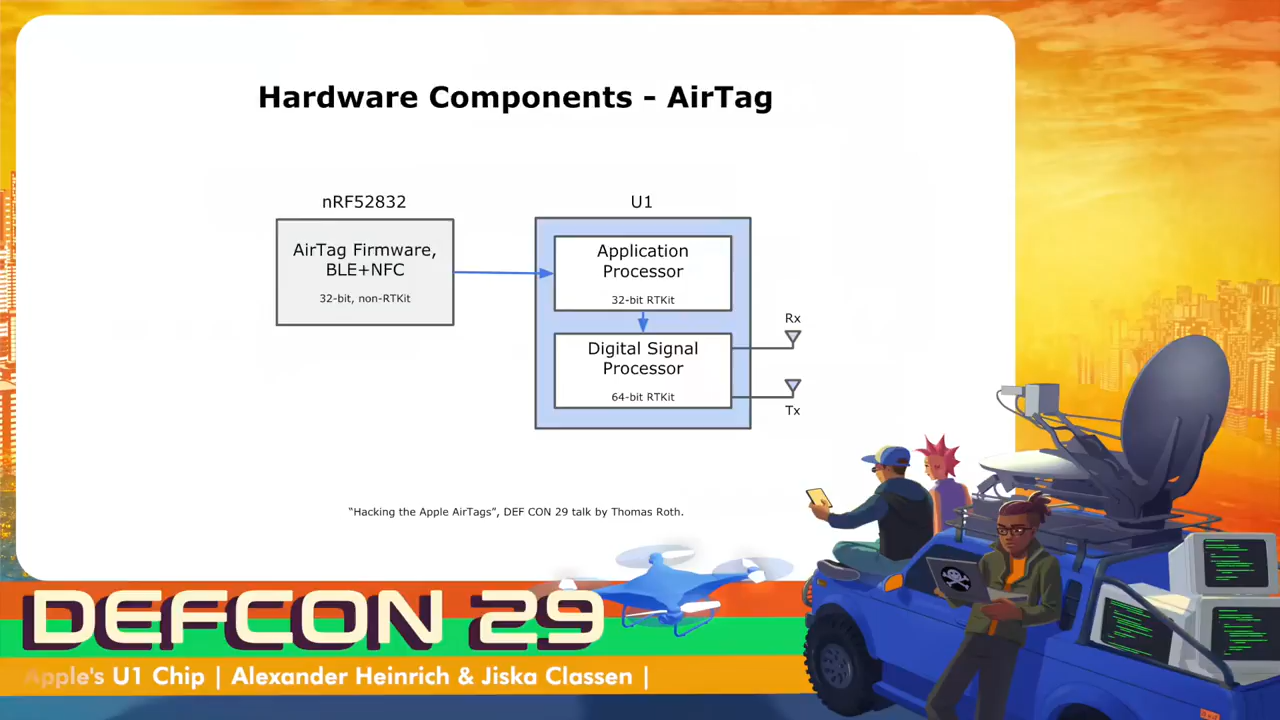 Hardware Components - AirTag
nRF52832
AirTag Firmware,
BLE+NFC
32-bit, non-RTKit
U1
Application
Processor
32-bit RTKit
Digital Signal
Processor
64-bit RTKit
Rx
Tx
“Hacking the Apple AirTags”, DEF CON 29 talk by Thomas Roth.
DEFCON 29
Apple's U1 Chip | Alexander Heinrich & Jiska Classen |